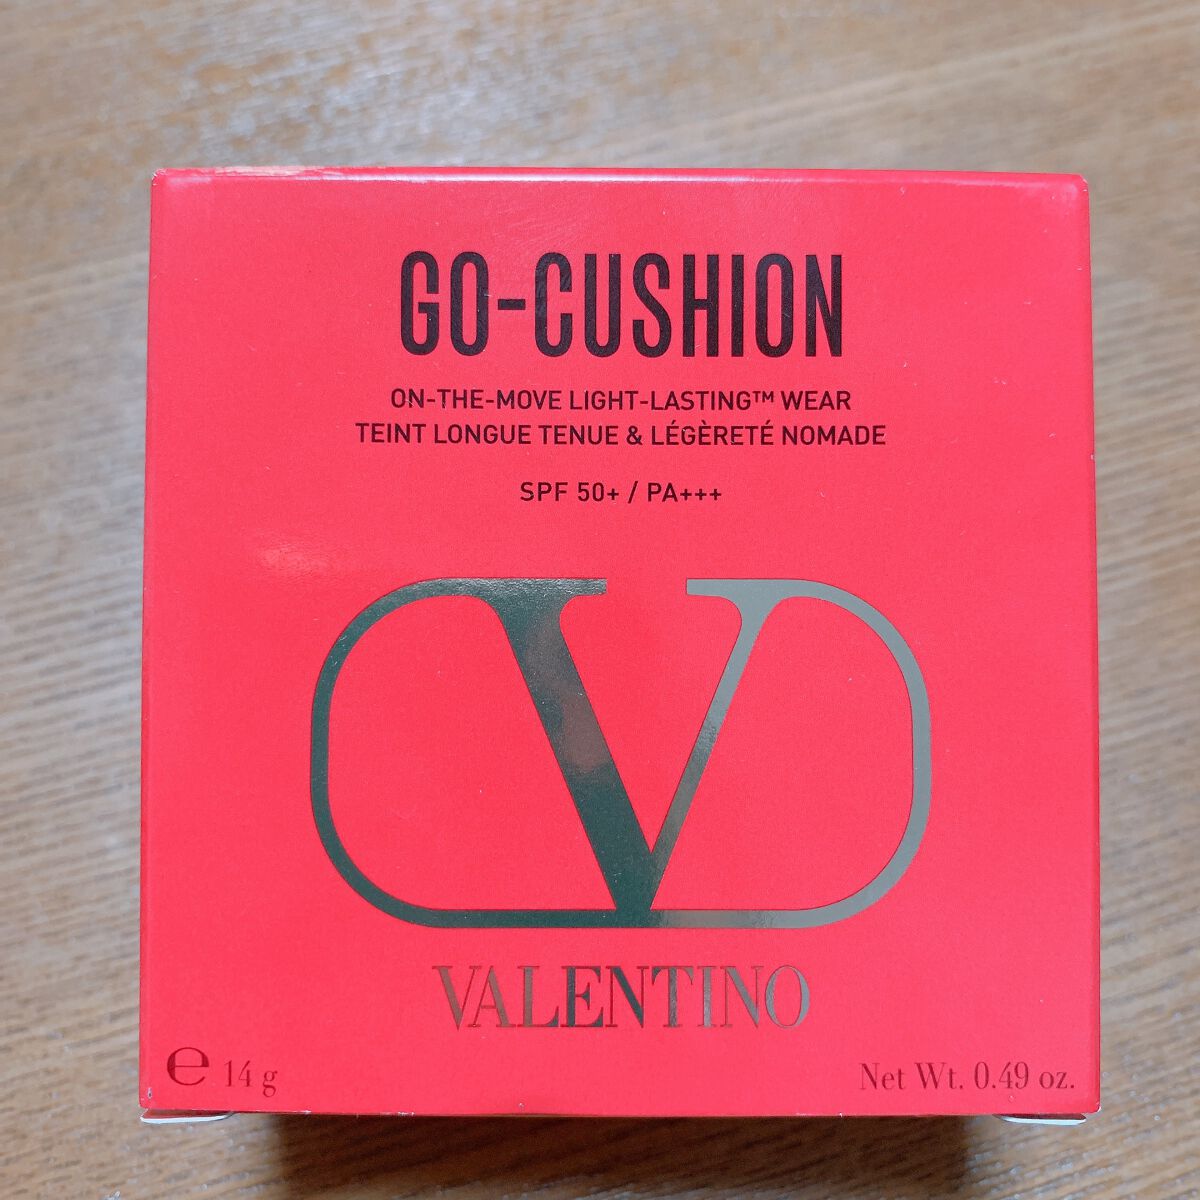 GO-CUSHION
ON-THE-MOVE LIGHT-LASTING™ WEAR
TEINT LONGUE TENUE & LÉGÈRETÉ NOMADE
SPF 50+ / PA+++
V
VALENTINO
℮ 14 g
Net Wt. 0.49 oz.